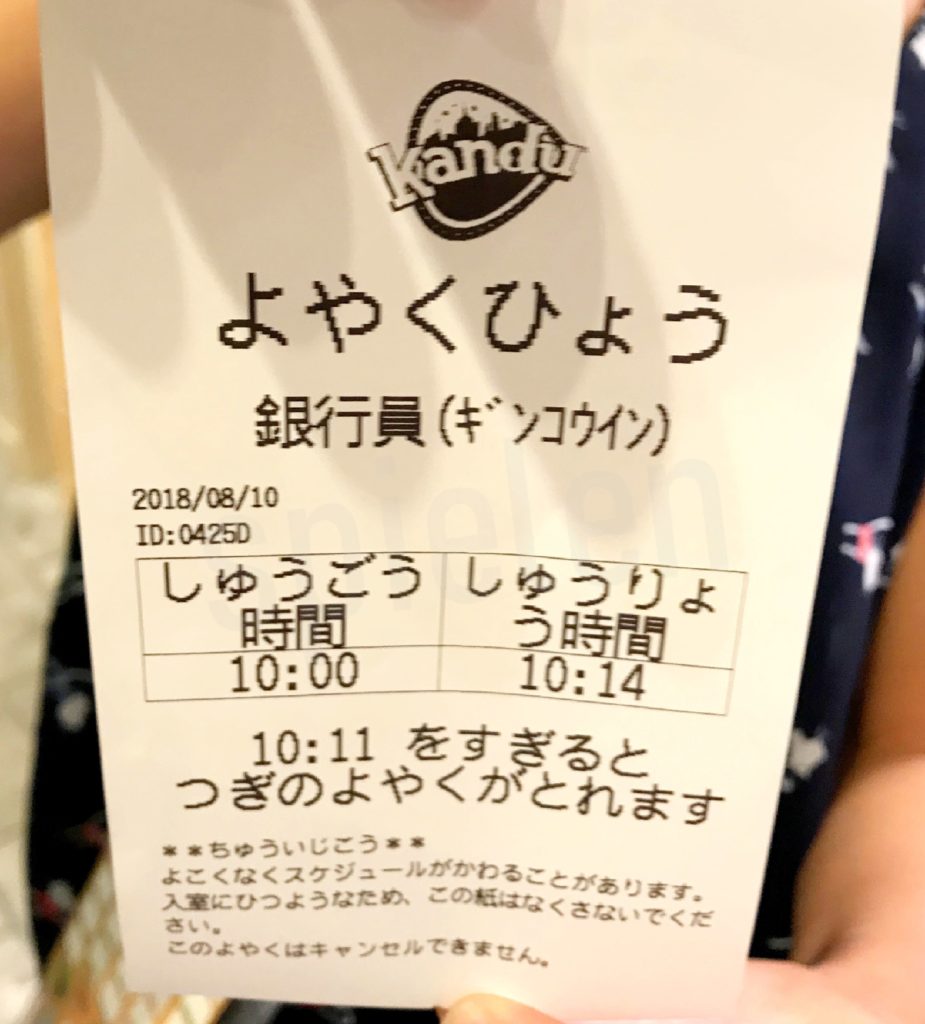 kandu
よやくひょう
銀行員(ｷﾞﾝｺｳｲﾝ)
2018/08/10
ID:0425D
しゅうごう
時間
しゅうりょ
う時間
10:00
10:14
10:11 をすぎると
つぎのよやくがとれます
**ちゅういじこう**
よこくなくスケジュールがかわることがあります。
入室にひつようなため、この紙はなくさないでくだ
さい。
このよやくはキャンセルできません。
spielen